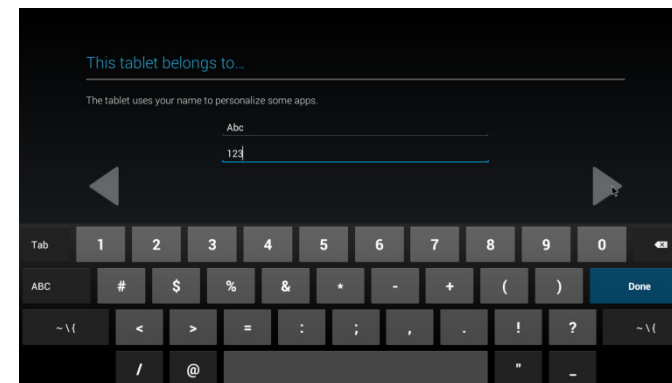 This tablet belongs to...
The tablet uses your name to personalize some apps.
Abc
123
Tab 1 2 3 4 5 6 7 8 9 0
ABC # $ % & * - + ( ) Done
~ \ { < > = : ; , . ! ? ~ \ {
/ @ " _